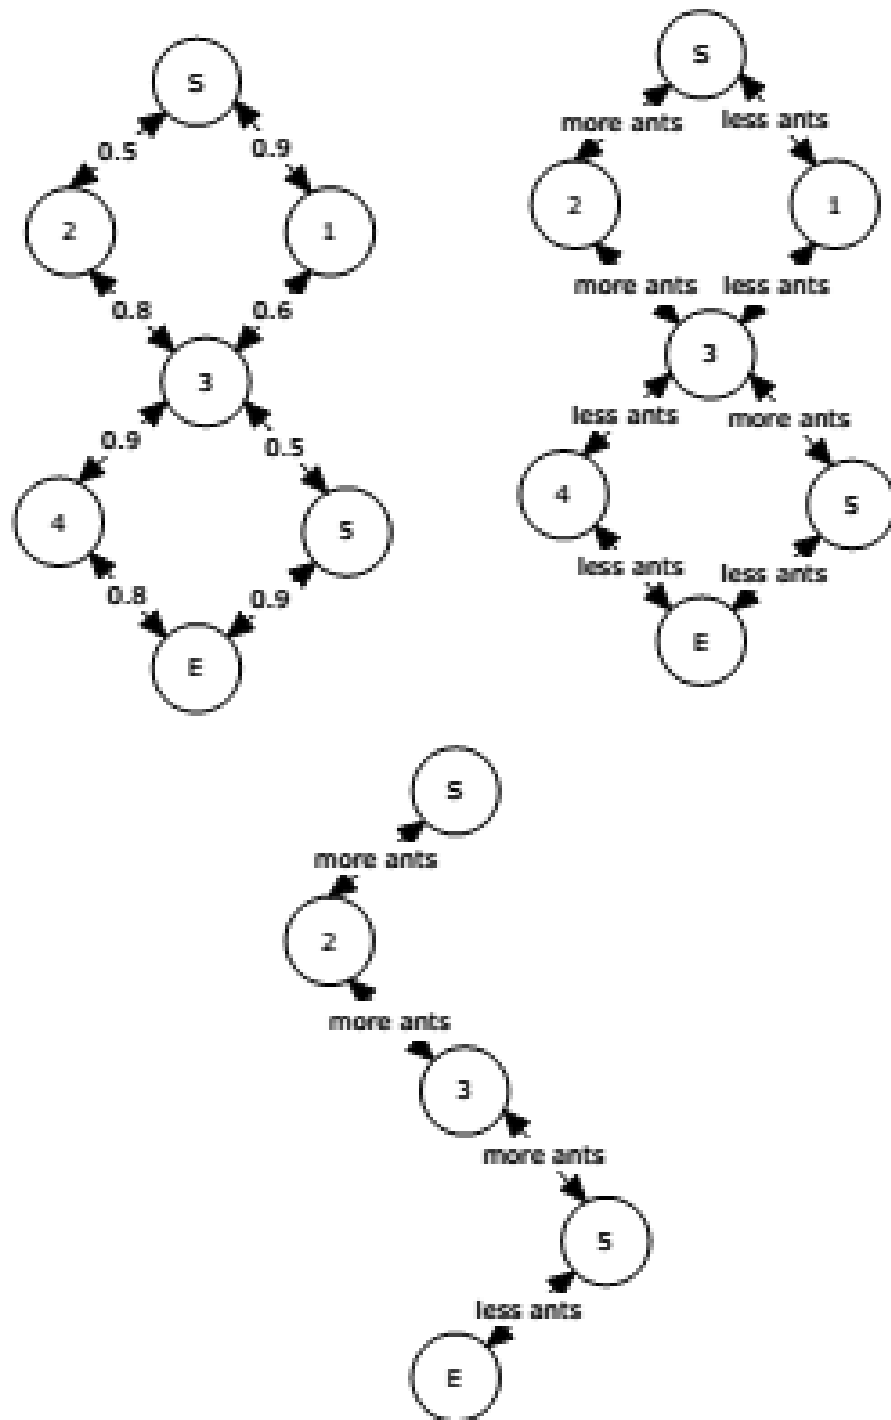 S
0.5 0.9
2 1
0.8 0.6
3
0.9 0.5
4 5
0.8 0.9
E
S
more ants less ants
2 1
more ants less ants
3
less ants more ants
4 5
less ants less ants
E
S
more ants
2
more ants
3
more ants
5
less ants
E